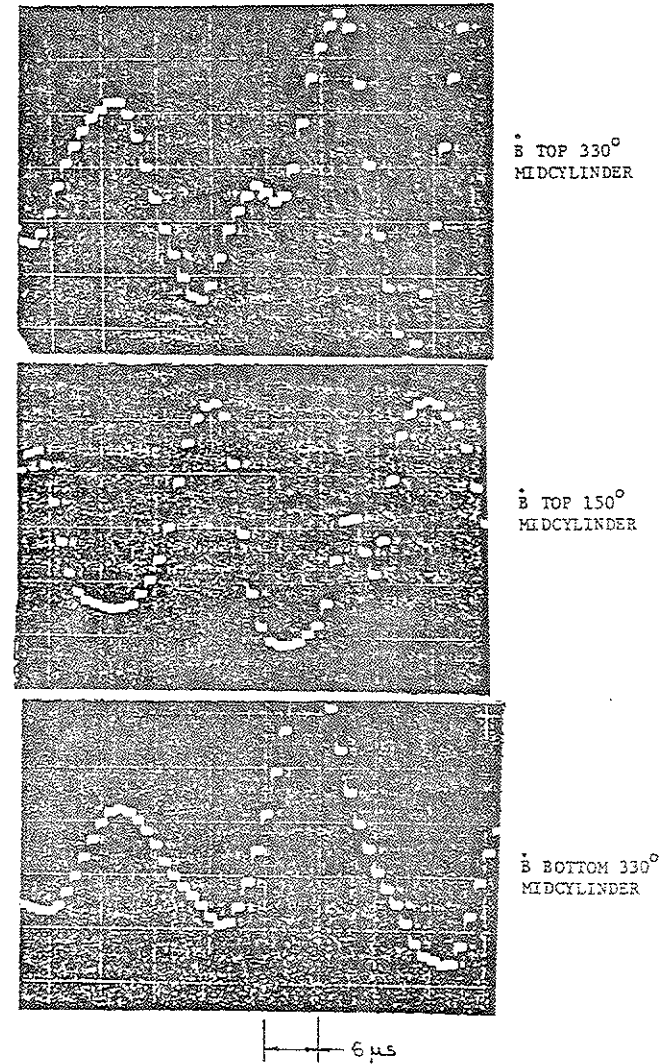 Ḃ TOP 330°
MIDCYLINDER
Ḃ TOP 150°
MIDCYLINDER
Ḃ BOTTOM 330°
MIDCYLINDER
6 μs